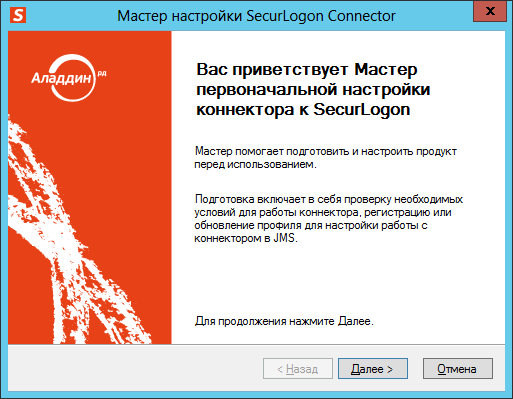 S
Мастер настройки SecurLogon Connector
x
Аладдин РД
Вас приветствует Мастер
первоначальной настройки
коннектора к SecurLogon
Мастер помогает подготовить и настроить продукт
перед использованием.
Подготовка включает в себя проверку необходимых
условий для работы коннектора, регистрацию или
обновление профиля для настройки работы с
коннектором в JMS.
Для продолжения нажмите Далее.
< Назад
Далее >
Отмена